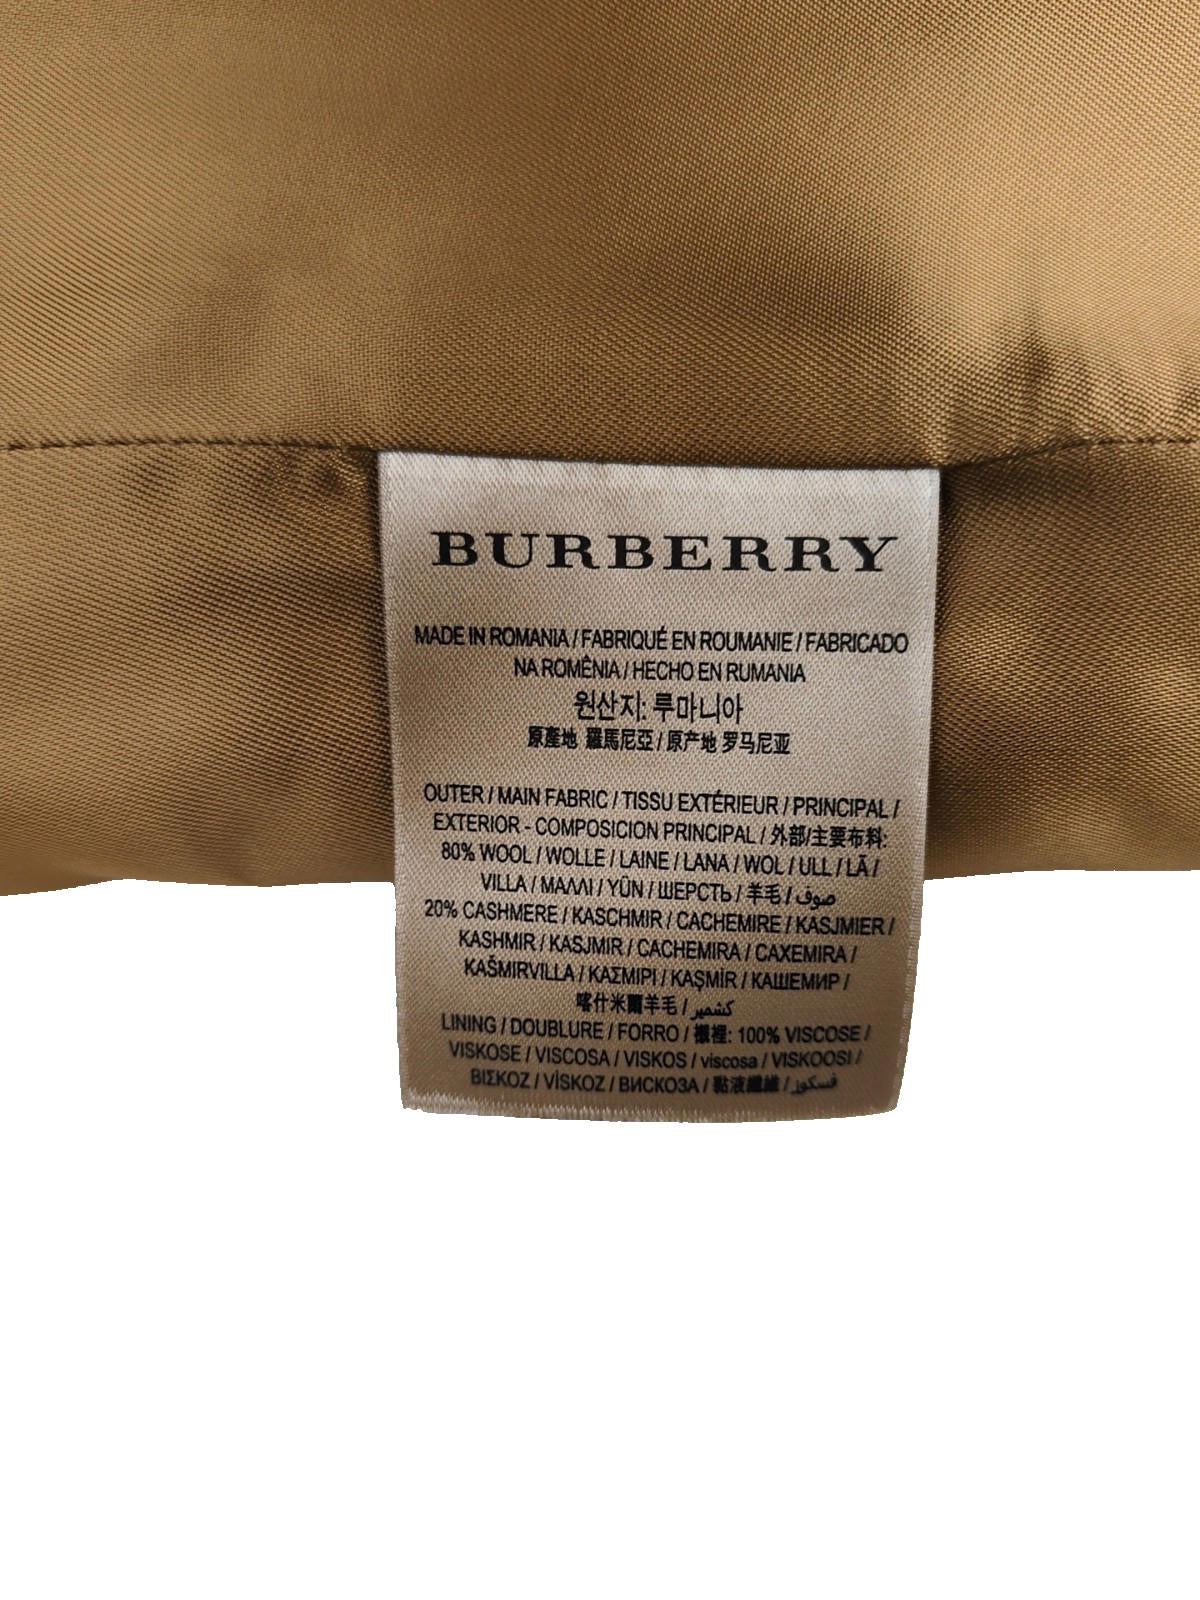 BURBERRY
MADE IN ROMANIA / FABRIQUÉ EN ROUMANIE / FABRICADO
NA ROMÊNIA / HECHO EN RUMANIA
원산지: 루마니아
原產地 羅馬尼亞 / 原产地 罗马尼亚
OUTER / MAIN FABRIC / TISSU EXTÉRIEUR / PRINCIPAL /
EXTERIOR - COMPOSICION PRINCIPAL / 外部/主要布料:
80% WOOL / WOLLE / LAINE / LANA / WOL / ULL / LÃ /
VILLA / ΜΑΛΛΙ / YÜN / ШЕРСТЬ / 羊毛 / صوف
20% CASHMERE / KASCHMIR / CACHEMIRE / KASJMIER /
KASHMIR / KASJMIR / CACHEMIRA / CAXEMIRA /
KAŠMIRVILLA / ΚΑΣΜΙΡΙ / KAŞMİR / КАШЕМИР /
喀什米爾羊毛 / كشمير
LINING / DOUBLURE / FORRO / 襯裡: 100% VISCOSE /
VISKOSE / VISCOSA / VISKOS / viscosa / VISKOOSI /
ΒΙΣΚΟΖ / VİSKOZ / ВИСКОЗА / 黏液纖維 / فسكوز